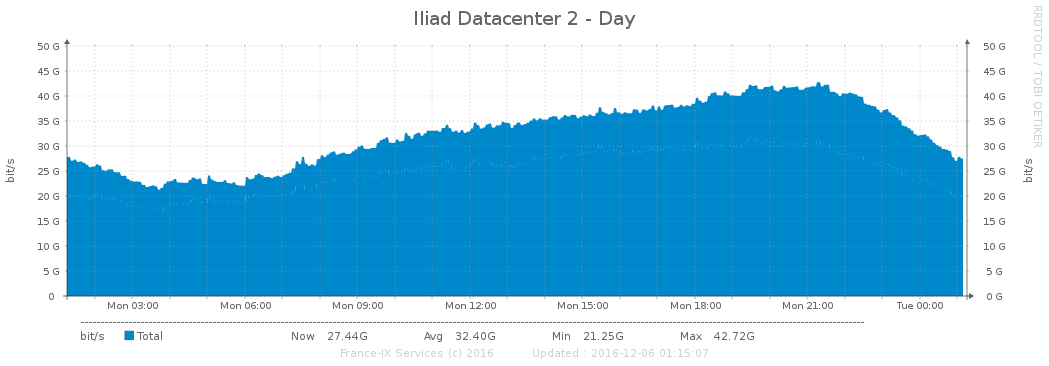 Iliad Datacenter 2 - Day
RRDTOOL / TOBI OETIKER
50 G 50 G
45 G 45 G
40 G 40 G
35 G 35 G
30 G 30 G
25 G 25 G
20 G 20 G
15 G 15 G
10 G 10 G
5 G 5 G
0 0 G
bit/s
bit/s
Mon 03:00 Mon 06:00 Mon 09:00 Mon 12:00 Mon 15:00 Mon 18:00 Mon 21:00 Tue 00:00
bit/s Total Now 27.44G Avg 32.40G Min 21.25G Max 42.72G
France-IX Services (c) 2016 Updated : 2016-12-06 01:15:07